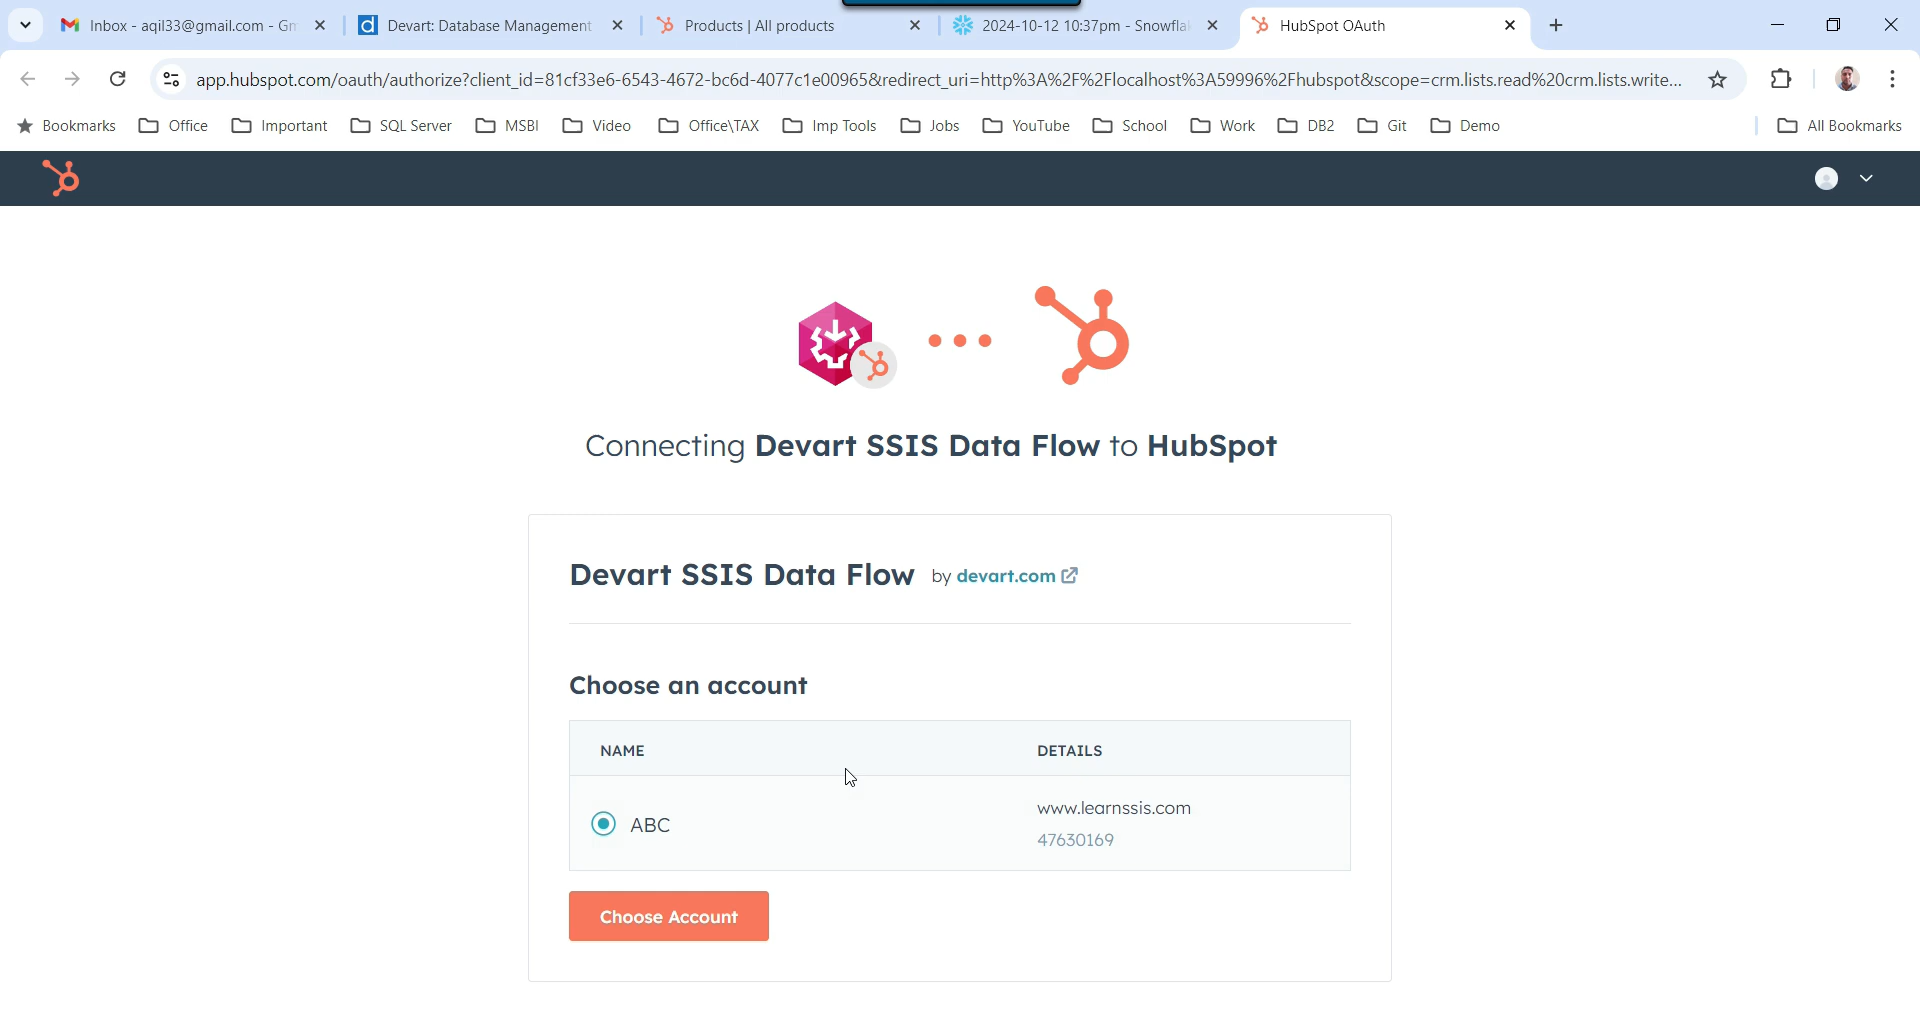 Inbox - aqil33@gmail.com - Gm
Devart: Database Management
Products | All products
2024-10-12 10:37pm - Snowflak
HubSpot OAuth
app.hubspot.com/oauth/authorize?client_id=81cf33e6-6543-4672-bc6d-4077c1e00965&redirect_uri=http%3A%2F%2Flocalhost%3A59996%2Fhubspot&scope=crm.lists.read%20crm.lists.write...
Bookmarks
Office
Important
SQL Server
MSBI
Video
Office\TAX
Imp Tools
Jobs
YouTube
School
Work
DB2
Git
Demo
All Bookmarks
Connecting Devart SSIS Data Flow to HubSpot
Devart SSIS Data Flow by devart.com
Choose an account
NAME
DETAILS
ABC
www.learnssis.com
47630169
Choose Account